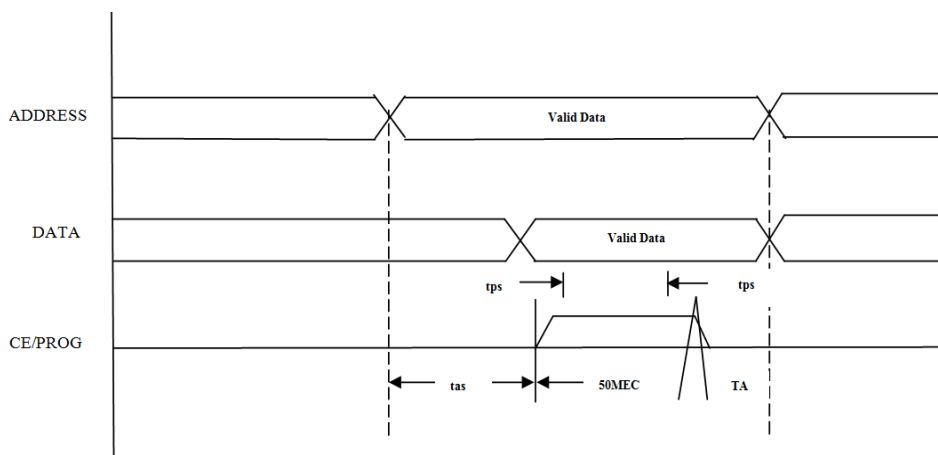 ADDRESS
Valid Data
DATA
Valid Data
tps
tps
CE/PROG
tas
50MEC
TA